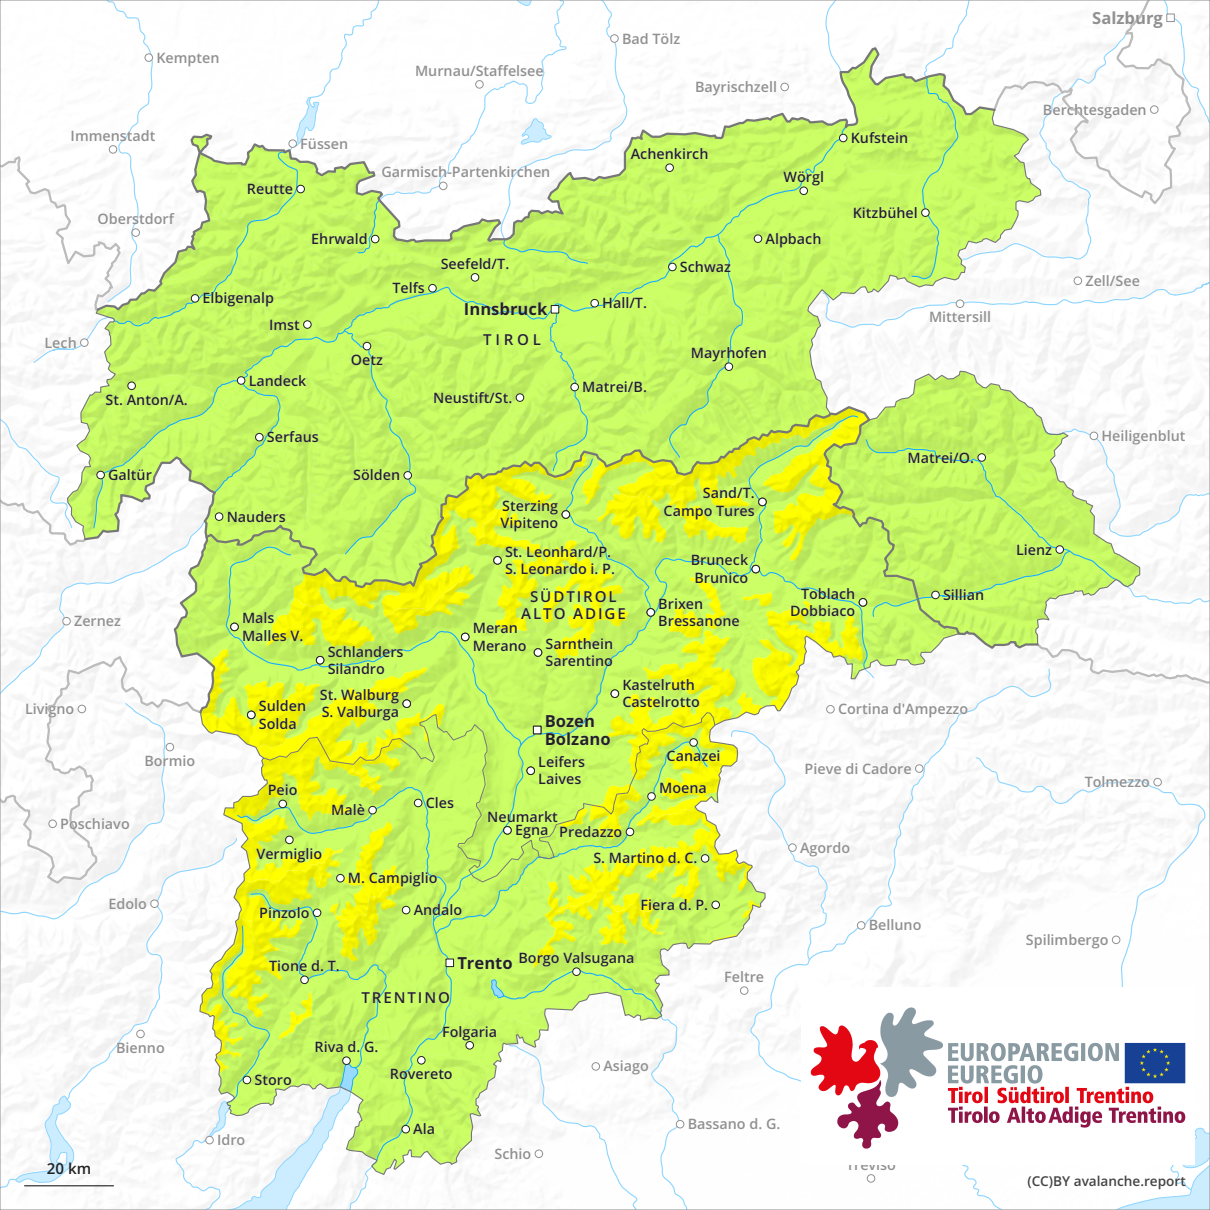 Salzburg
Bad Tölz
Kempten
Murnau/Staffelsee
Bayrischzell
Berchtesgaden
Immenstadt
Füssen
Kufstein
Achenkirch
Garmisch-Partenkirchen
Wörgl
Reutte
Oberstdorf
Kitzbühel
Ehrwald
Alpbach
Seefeld/T.
Schwaz
Zell/See
Telfs
Elbigenalp
Hall/T.
Innsbruck
Mittersill
Imst
TIROL
Lech
Oetz
Mayrhofen
Landeck
Matrei/B.
St. Anton/A.
Neustift/St.
Serfaus
Heiligenblut
Matrei/O.
Galtür
Sölden
Sand/T.
Campo Tures
Sterzing
Vipiteno
Nauders
Lienz
St. Leonhard/P.
S. Leonardo i. P.
Bruneck
Brunico
SÜDTIROL
ALTO ADIGE
Toblach
Dobbiaco
Sillian
Brixen
Bressanone
Zernez
Mals
Malles V.
Meran
Merano
Sarnthein
Sarentino
Schlanders
Silandro
Kastelruth
Castelrotto
St. Walburg
S. Valburga
Livigno
Sulden
Solda
Cortina d'Ampezzo
Bozen
Bolzano
Bormio
Canazei
Leifers
Laives
Pieve di Cadore
Tolmezzo
Peio
Moena
Malè
Cles
Neumarkt
Egna
Predazzo
Poschiavo
Vermiglio
Agordo
S. Martino d. C.
M. Campiglio
Edolo
Pinzolo
Andalo
Fiera d. P.
Belluno
Spilimbergo
Trento
Borgo Valsugana
Tione d. T.
Feltre
TRENTINO
Folgaria
Bienno
Riva d. G.
Rovereto
Asiago
Storo
EUROPAREGION
EUREGIO
Tirol Südtirol Trentino
Tirolo Alto Adige Trentino
Ala
Bassano d. G.
Idro
Schio
Treviso
20 km
(CC)BY avalanche.report